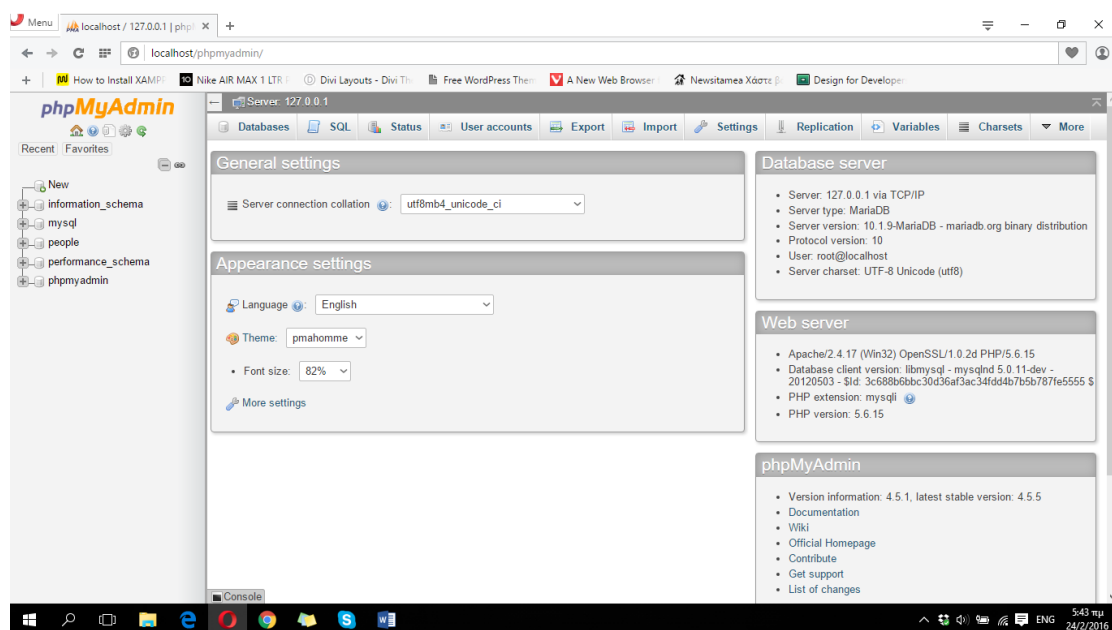 Menu
localhost / 127.0.0.1 | php
localhost/phpmyadmin/
How to Install XAMP
Nike AIR MAX 1 LTR
Divi Layouts - Divi Th
Free WordPress Them
A New Web Browser
Newsitamea Χάστε
Design for Developer
phpMyAdmin
Recent Favorites
New
information_schema
mysql
people
performance_schema
phpmyadmin
Server: 127.0.0.1
Databases SQL Status User accounts Export Import Settings Replication Variables Charsets More
General settings
Server connection collation : utf8mb4_unicode_ci
Appearance settings
Language : English
Theme: pmahomme
Font size: 82%
More settings
Database server
Server: 127.0.0.1 via TCP/IP
Server type: MariaDB
Server version: 10.1.9-MariaDB - mariadb.org binary distribution
Protocol version: 10
User: root@localhost
Server charset: UTF-8 Unicode (utf8)
Web server
Apache/2.4.17 (Win32) OpenSSL/1.0.2d PHP/5.6.15
Database client version: libmysql - mysqlnd 5.0.11-dev -
20120503 - $Id: 3c688b6bbc30d36af3ac34fdd4b7b5b787fe5555 $
PHP extension: mysqli
PHP version: 5.6.15
phpMyAdmin
Version information: 4.5.1, latest stable version: 4.5.5
Documentation
Wiki
Official Homepage
Contribute
Get support
List of changes
Console
ENG
5:43 πμ
24/2/2016